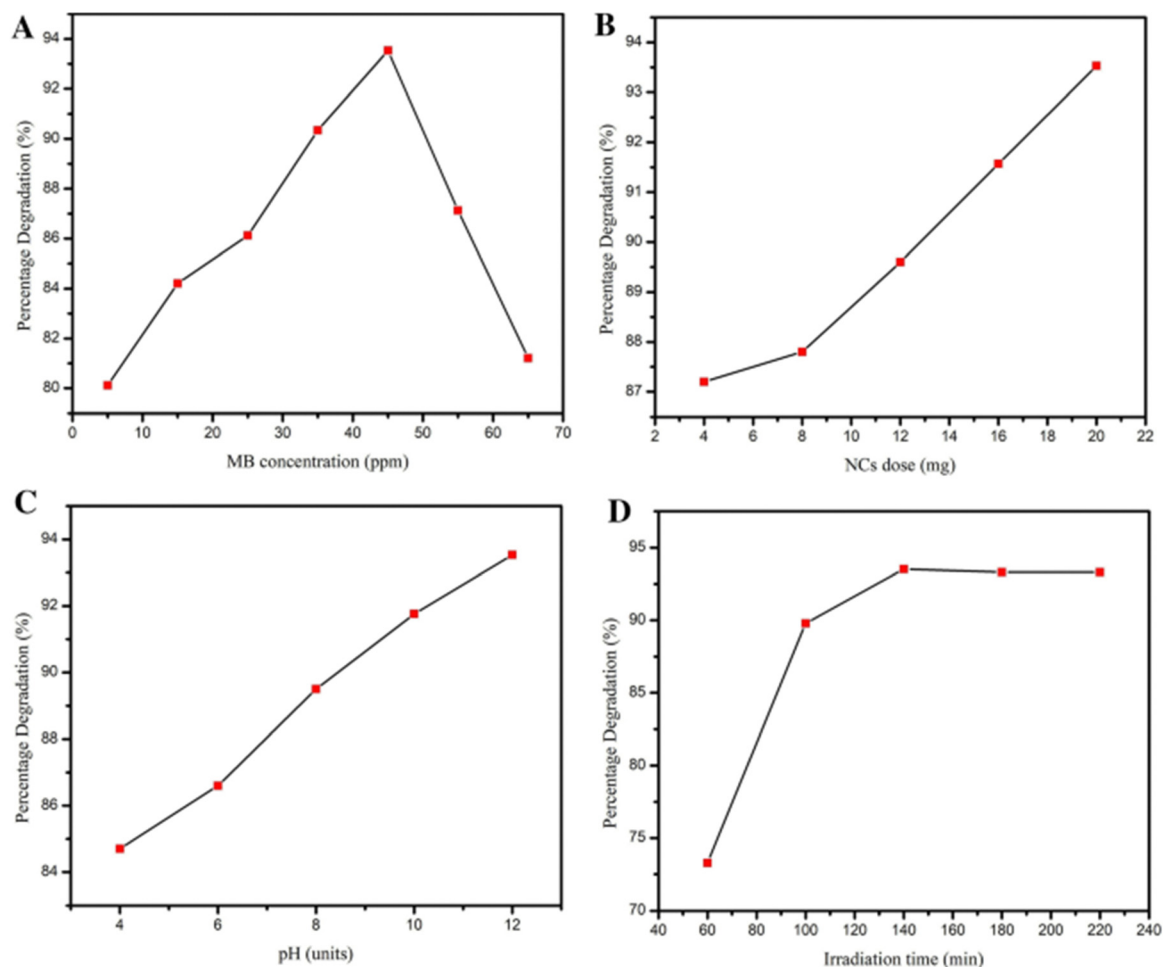 A
Percentage Degradation (%)
94
92
90
88
86
84
82
80
0 10 20 30 40 50 60 70
MB concentration (ppm)
B
Percentage Degradation (%)
94
93
92
91
90
89
88
87
2 4 6 8 10 12 14 16 18 20 22
NCs dose (mg)
C
Percentage Degradation (%)
94
92
90
88
86
84
4 6 8 10 12
pH (units)
D
Percentage Degradation (%)
95
90
85
80
75
70
40 60 80 100 120 140 160 180 200 220 240
Irradiation time (min)